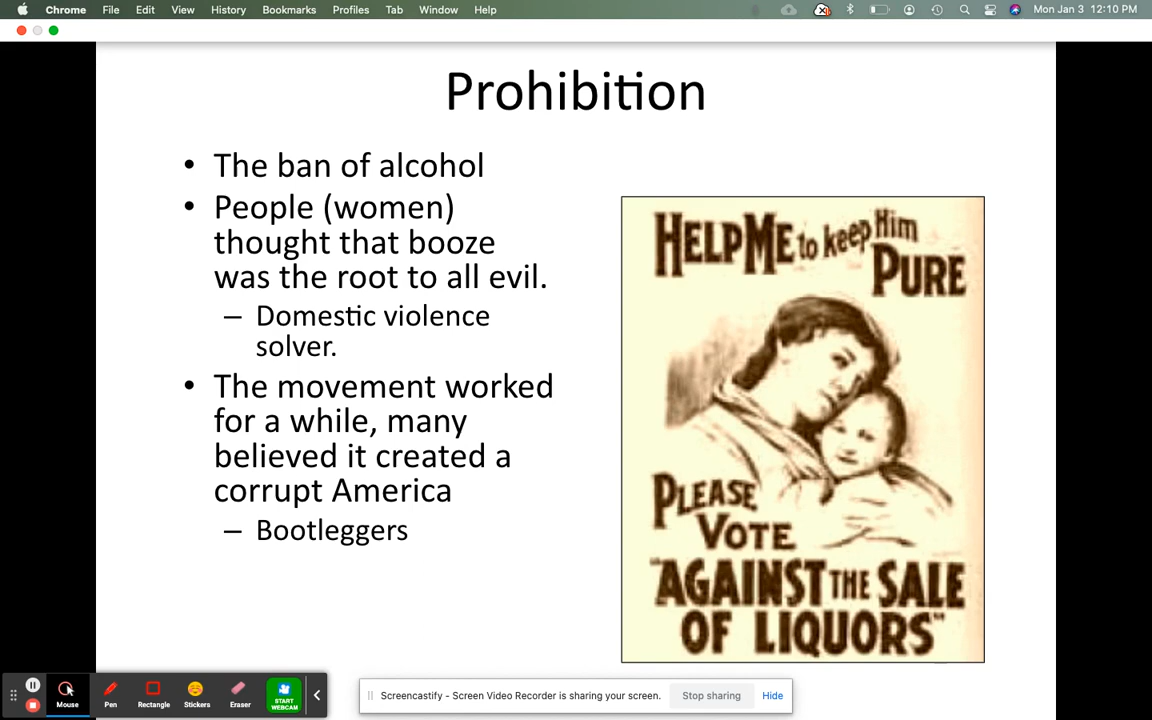 Chrome File Edit View History Bookmarks Profiles Tab Window Help Mon Jan 3 12:10 PM
Prohibition
• The ban of alcohol
• People (women)
thought that booze
was the root to all evil.
– Domestic violence
solver.
• The movement worked
for a while, many
believed it created a
corrupt America
– Bootleggers
HELP ME to keep Him
PURE
PLEASE
VOTE
"AGAINST THE SALE
OF LIQUORS"
Mouse Pen Rectangle Stickers Eraser START
WEBCAM
Screencastify - Screen Video Recorder is sharing your screen. Stop sharing Hide